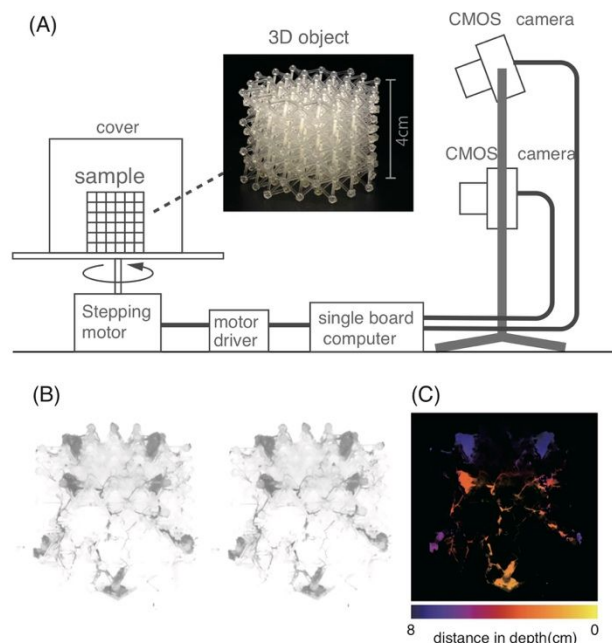 (A)
3D object
CMOS camera
4cm
cover
sample
CMOS camera
Stepping
motor
motor
driver
single board
computer
(B)
(C)
8
0
distance in depth(cm)